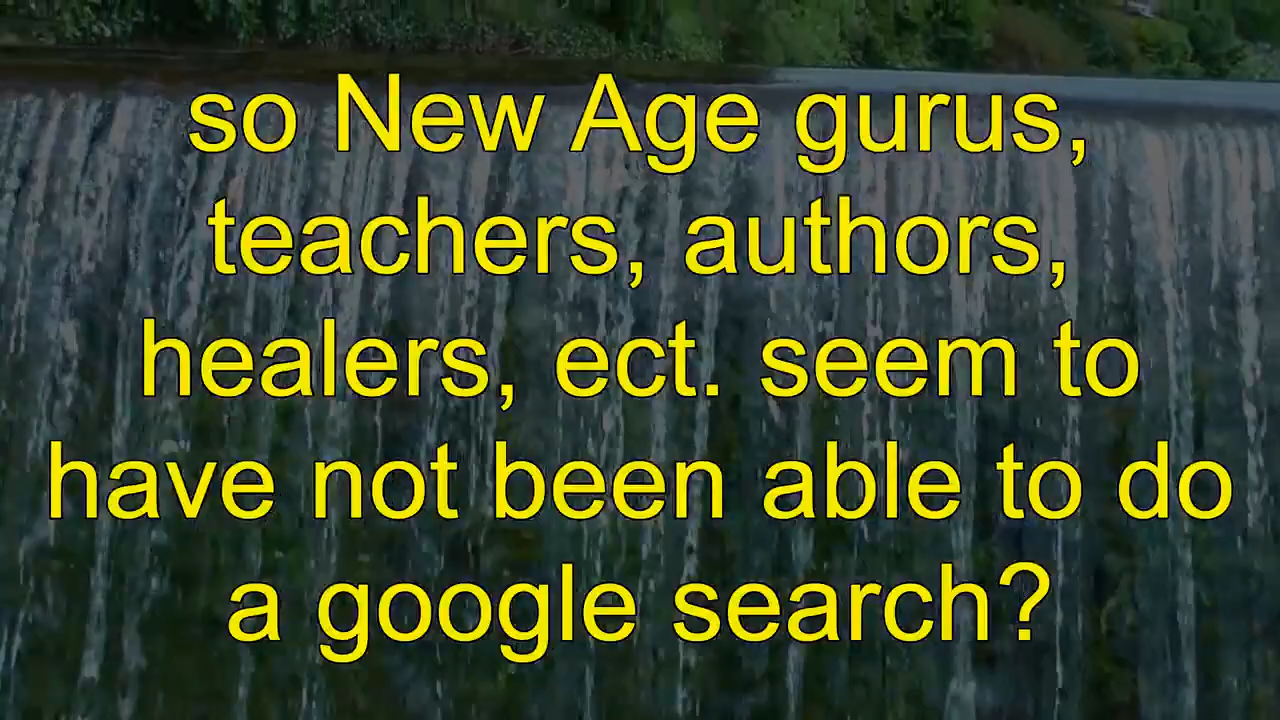 so New Age gurus,
teachers, authors,
healers, ect. seem to
have not been able to do
a google search?